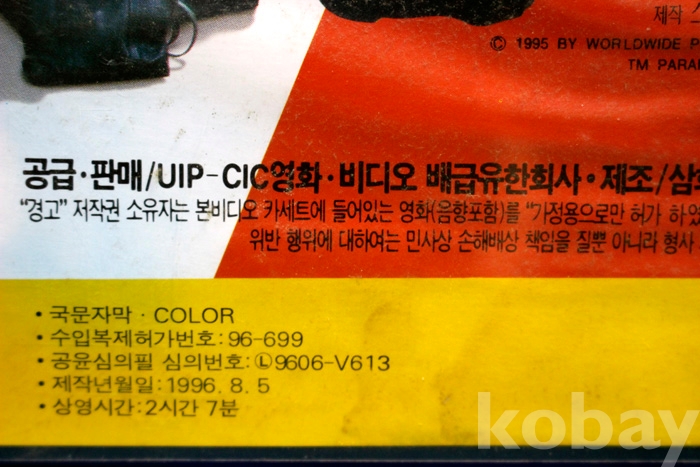 제작
© 1995 BY WORLDWIDE P
TM PARA
공급·판매/UIP-CIC영화·비디오 배급유한회사·제조/삼
"경고" 저작권 소유자는 본비디오 카세트에 들어있는 영화(음향포함)를 "가정용으로만 허가 하였
위반 행위에 대하여는 민사상 손해배상 책임을 질뿐 아니라 형사
• 국문자막 · COLOR
• 수입복제허가번호: 96-699
• 공윤심의필 심의번호: Ⓛ9606-V613
• 제작년월일: 1996. 8. 5
• 상영시간: 2시간 7분
kobay